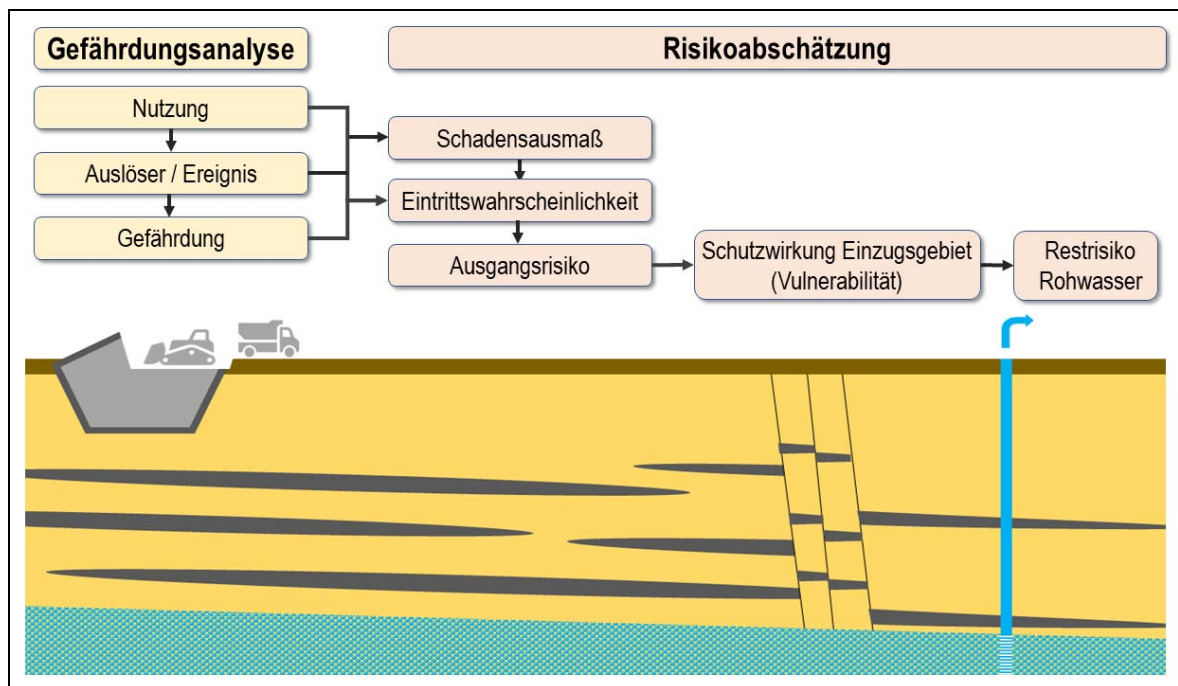 Gefährdungsanalyse
Risikoabschätzung
Nutzung
Auslöser / Ereignis
Gefährdung
Schadensausmaß
Eintrittswahrscheinlichkeit
Ausgangsrisiko
Schutzwirkung Einzugsgebiet
(Vulnerabilität)
Restrisiko
Rohwasser